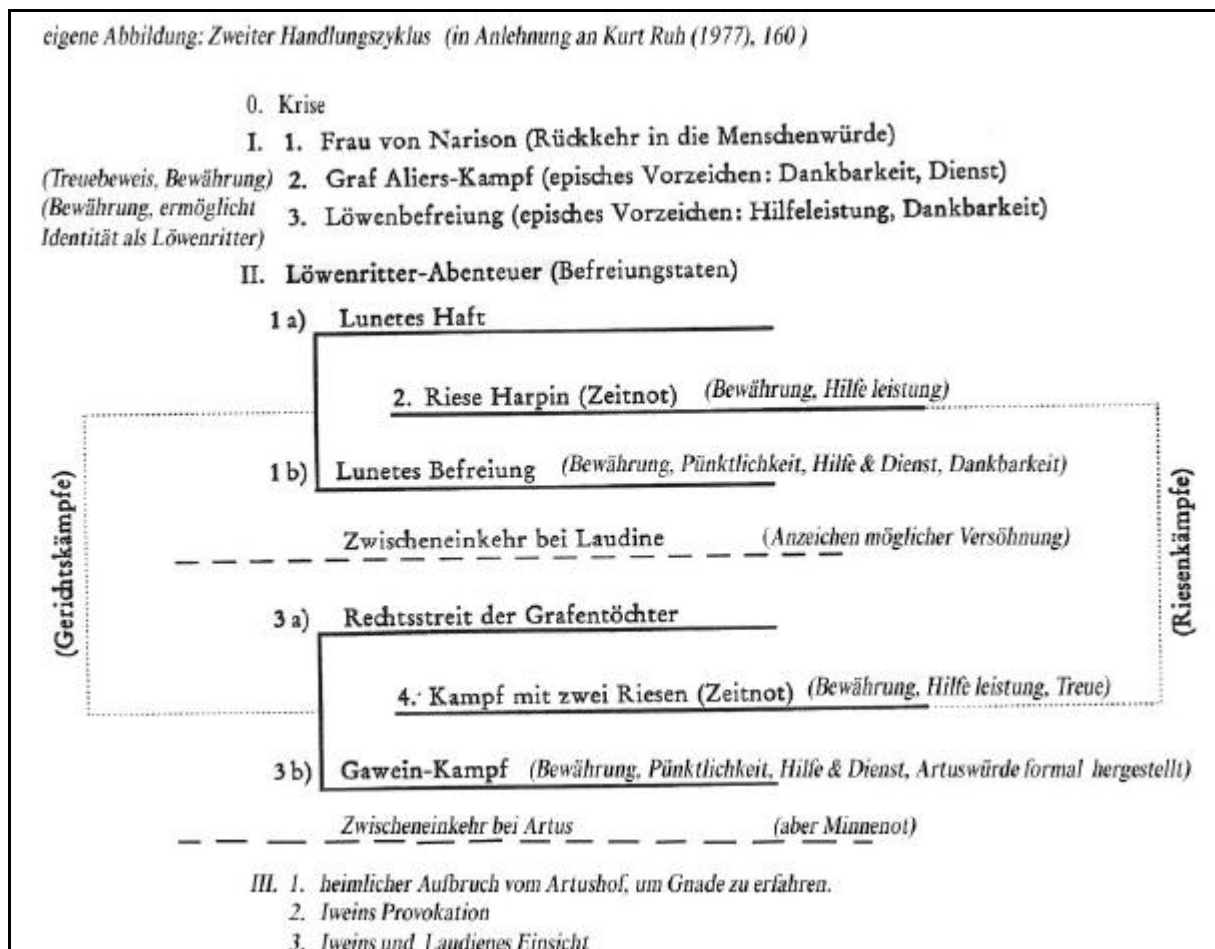 eigene Abbildung: Zweiter Handlungszyklus (in Anlehnung an Kurt Ruh (1977), 160 )
0. Krise
I. 1. Frau von Narison (Rückkehr in die Menschenwürde)
(Treuebeweis, Bewährung) 2. Graf Aliers-Kampf (episches Vorzeichen: Dankbarkeit, Dienst)
(Bewährung, ermöglicht
Identität als Löwenritter)
3. Löwenbefreiung (episches Vorzeichen: Hilfeleistung, Dankbarkeit)
II. Löwenritter-Abenteuer (Befreiungstaten)
1 a) Lunetes Haft
2. Riese Harpin (Zeitnot) (Bewährung, Hilfe leistung)
1 b) Lunetes Befreiung (Bewährung, Pünktlichkeit, Hilfe & Dienst, Dankbarkeit)
(Gerichtskämpfe)
(Riesenkämpfe)
Zwischeneinkehr bei Laudine (Anzeichen möglicher Versöhnung)
3 a) Rechtsstreit der Grafentöchter
4. Kampf mit zwei Riesen (Zeitnot) (Bewährung, Hilfe leistung, Treue)
3 b) Gawein-Kampf (Bewährung, Pünktlichkeit, Hilfe & Dienst, Artuswürde formal hergestellt)
Zwischeneinkehr bei Artus (aber Minnenot)
III. 1. heimlicher Aufbruch vom Artushof, um Gnade zu erfahren.
2. Iweins Provokation
3. Iweins und Laudienes Einsicht